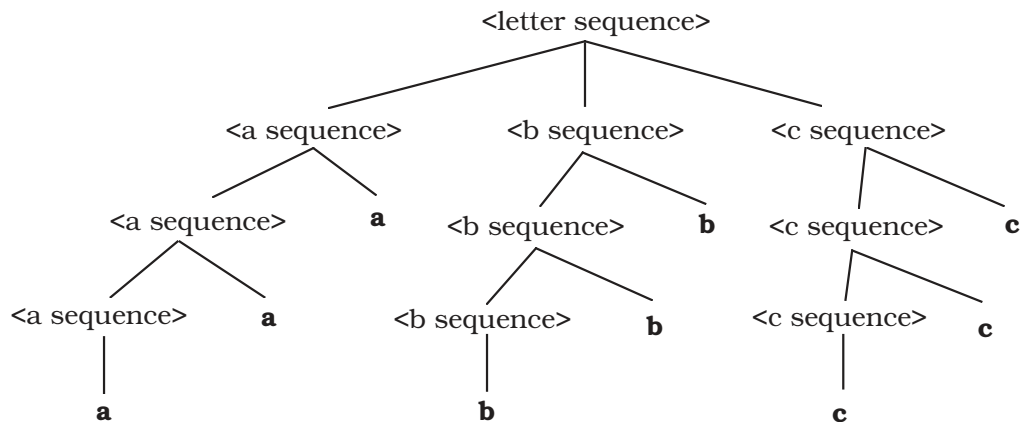 <letter sequence>
<a sequence> <b sequence> <c sequence>
<a sequence> a <b sequence> b <c sequence> c
<a sequence> a <b sequence> b <c sequence> c
a b c